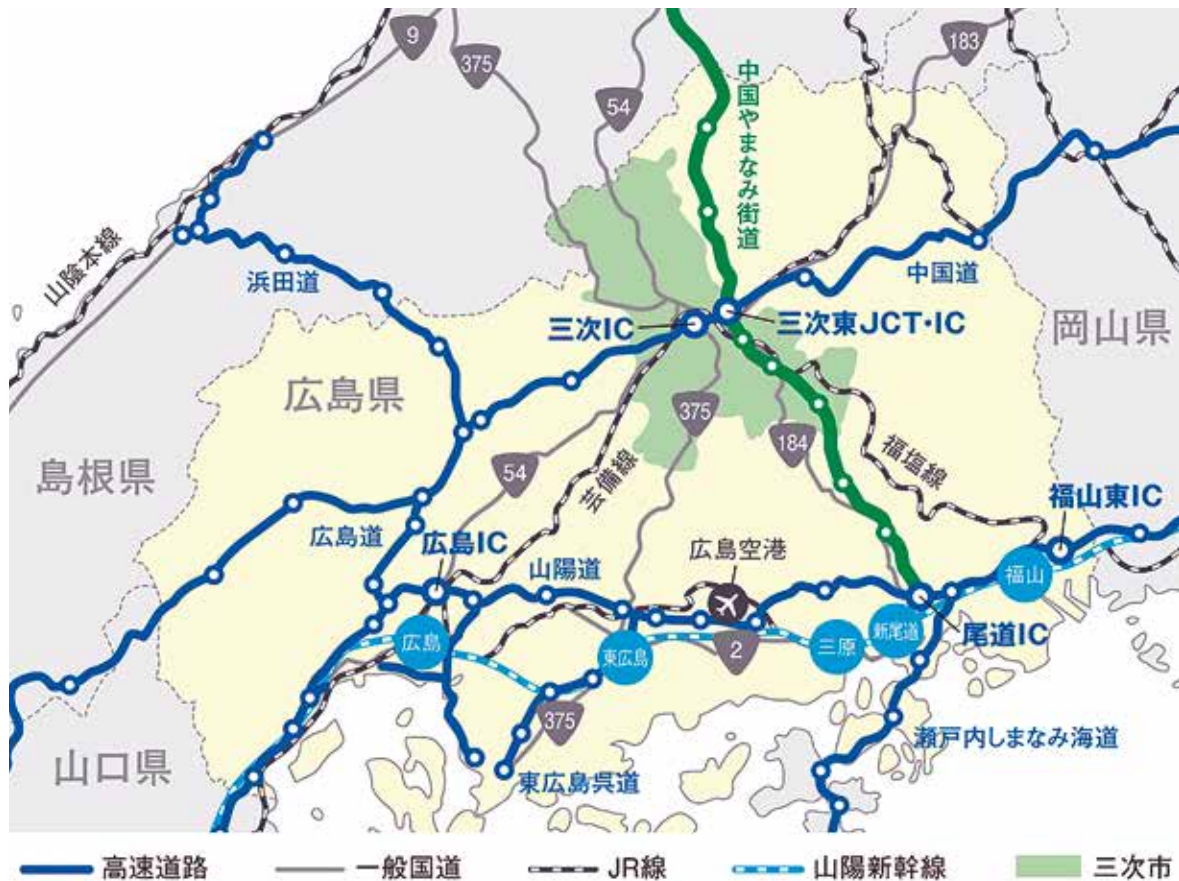 9
375
54
183
中国やまなみ街道
山陰本線
浜田道
中国道
三次IC
三次東JCT・IC
岡山県
広島県
島根県
375
184
54
芸備線
福塩線
福山東IC
広島道
広島IC
山陽道
広島空港
福山
広島
東広島
2
三原
新尾道
尾道IC
375
山口県
東広島呉道
瀬戸内しまなみ海道
高速道路
一般国道
JR線
山陽新幹線
三次市